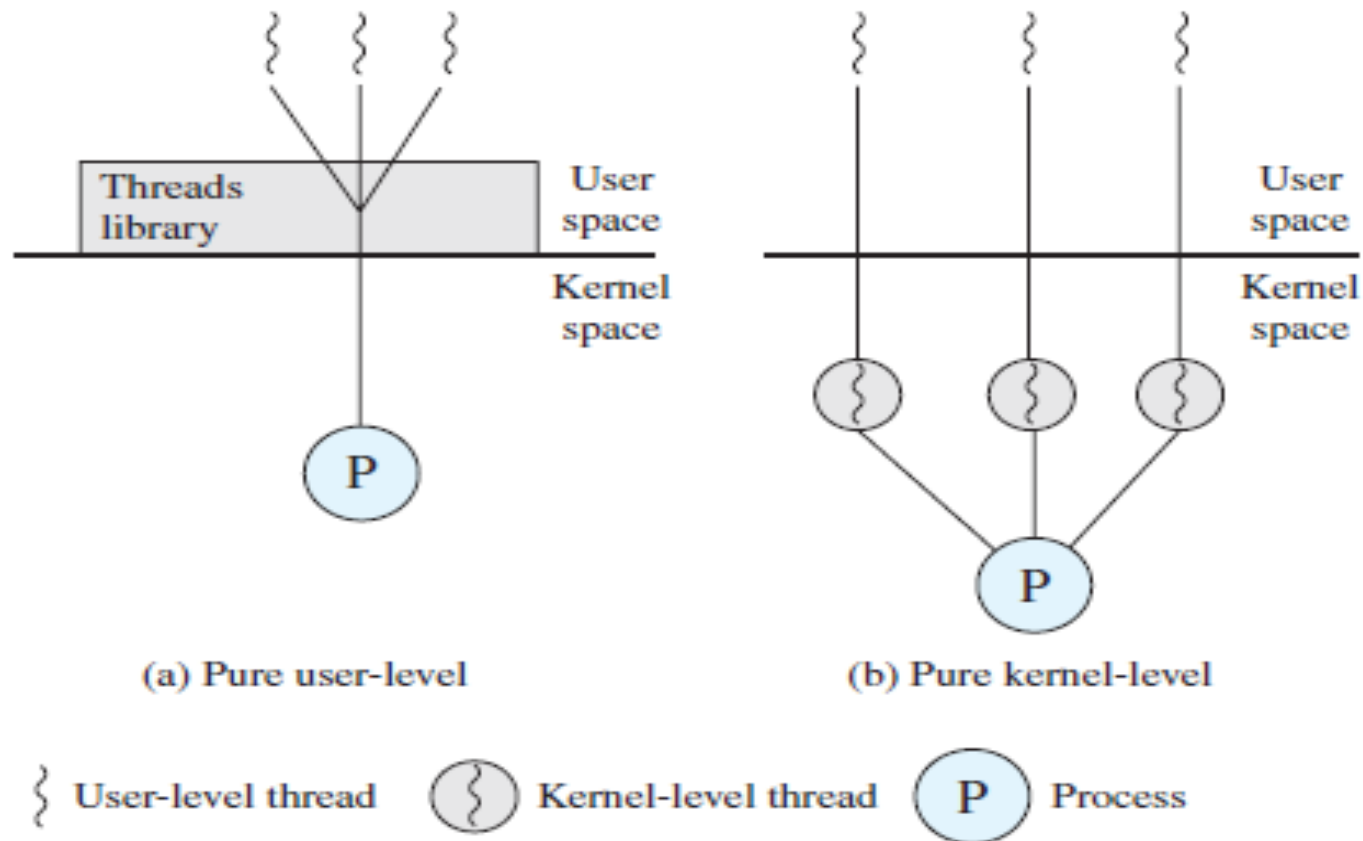 Threads
library
User
space
Kernel
space
P
(a) Pure user-level
User
space
Kernel
space
P
(b) Pure kernel-level
User-level thread
Kernel-level thread
P
Process